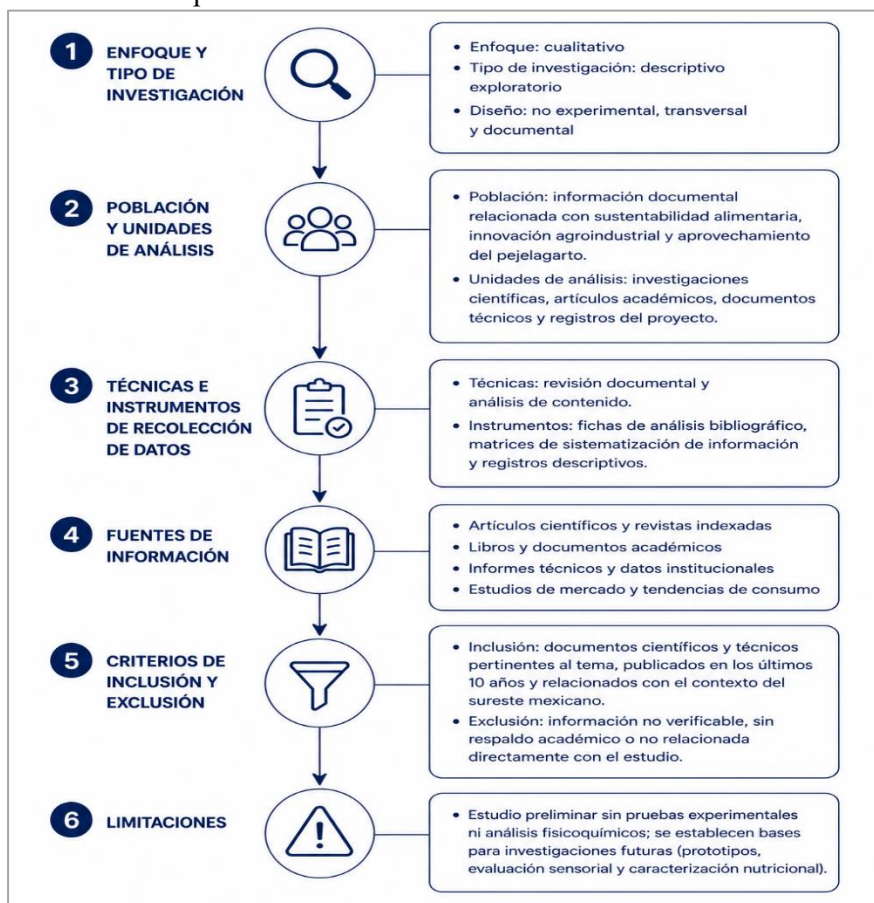 1
ENFOQUE Y
TIPO DE
INVESTIGACIÓN
• Enfoque: cualitativo
• Tipo de investigación: descriptivo
exploratorio
• Diseño: no experimental, transversal
y documental
2
POBLACIÓN
Y UNIDADES
DE ANÁLISIS
• Población: información documental
relacionada con sustentabilidad alimentaria,
innovación agroindustrial y aprovechamiento
del pejelagarto.
• Unidades de análisis: investigaciones
científicas, artículos académicos, documentos
técnicos y registros del proyecto.
3
TÉCNICAS E
INSTRUMENTOS
DE RECOLECCIÓN
DE DATOS
• Técnicas: revisión documental y
análisis de contenido.
• Instrumentos: fichas de análisis bibliográfico,
matrices de sistematización de información
y registros descriptivos.
4
FUENTES DE
INFORMACIÓN
• Artículos científicos y revistas indexadas
• Libros y documentos académicos
• Informes técnicos y datos institucionales
• Estudios de mercado y tendencias de consumo
5
CRITERIOS DE
INCLUSIÓN Y
EXCLUSIÓN
• Inclusión: documentos científicos y técnicos
pertinentes al tema, publicados en los últimos
10 años y relacionados con el contexto del
sureste mexicano.
• Exclusión: información no verificable, sin
respaldo académico o no relacionada
directamente con el estudio.
6
LIMITACIONES
• Estudio preliminar sin pruebas experimentales
ni análisis fisicoquímicos; se establecen bases
para investigaciones futuras (prototipos,
evaluación sensorial y caracterización nutricional).